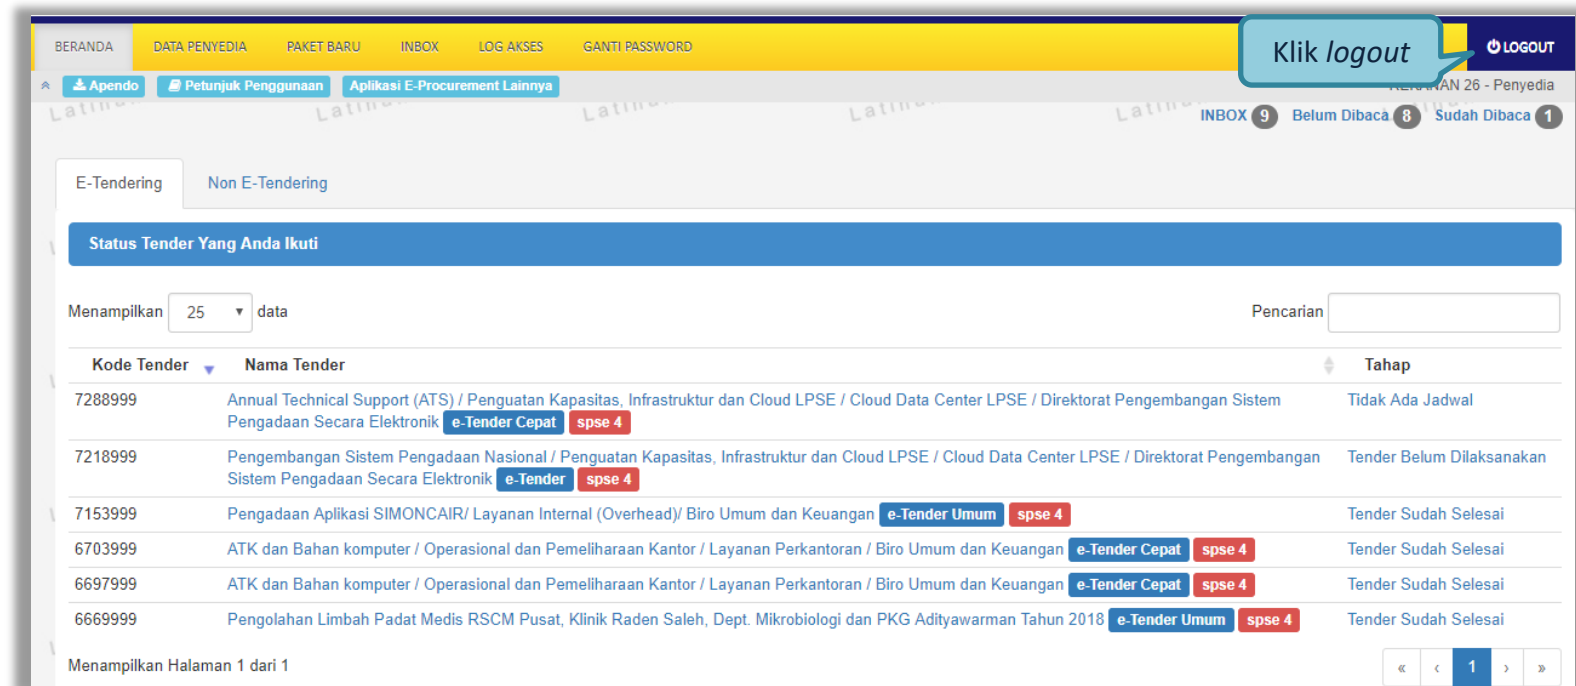 BERANDA DATA PENYEDIA PAKET BARU INBOX LOG AKSES GANTI PASSWORD Klik logout LOGOUT
Apendo Petunjuk Penggunaan Aplikasi E-Procurement Lainnya 26 - Penyedia
INBOX 9 Belum Dibaca 8 Sudah Dibaca 1
E-Tendering Non E-Tendering
Status Tender Yang Anda Ikuti
Menampilkan 25 data Pencarian
Kode Tender Nama Tender Tahap
7288999 Annual Technical Support (ATS) / Penguatan Kapasitas, Infrastruktur dan Cloud LPSE / Cloud Data Center LPSE / Direktorat Pengembangan Sistem Tidak Ada Jadwal
Pengadaan Secara Elektronik e-Tender Cepat spse 4
7218999 Pengembangan Sistem Pengadaan Nasional / Penguatan Kapasitas, Infrastruktur dan Cloud LPSE / Cloud Data Center LPSE / Direktorat Pengembangan Tender Belum Dilaksanakan
Sistem Pengadaan Secara Elektronik e-Tender spse 4
7153999 Pengadaan Aplikasi SIMONCAIR/ Layanan Internal (Overhead)/ Biro Umum dan Keuangan e-Tender Umum spse 4 Tender Sudah Selesai
6703999 ATK dan Bahan komputer / Operasional dan Pemeliharaan Kantor / Layanan Perkantoran / Biro Umum dan Keuangan e-Tender Cepat spse 4 Tender Sudah Selesai
6697999 ATK dan Bahan komputer / Operasional dan Pemeliharaan Kantor / Layanan Perkantoran / Biro Umum dan Keuangan e-Tender Cepat spse 4 Tender Sudah Selesai
6669999 Pengolahan Limbah Padat Medis RSCM Pusat, Klinik Raden Saleh, Dept. Mikrobiologi dan PKG Adityawarman Tahun 2018 e-Tender Umum spse 4 Tender Sudah Selesai
Menampilkan Halaman 1 dari 1 « ‹ 1 › »